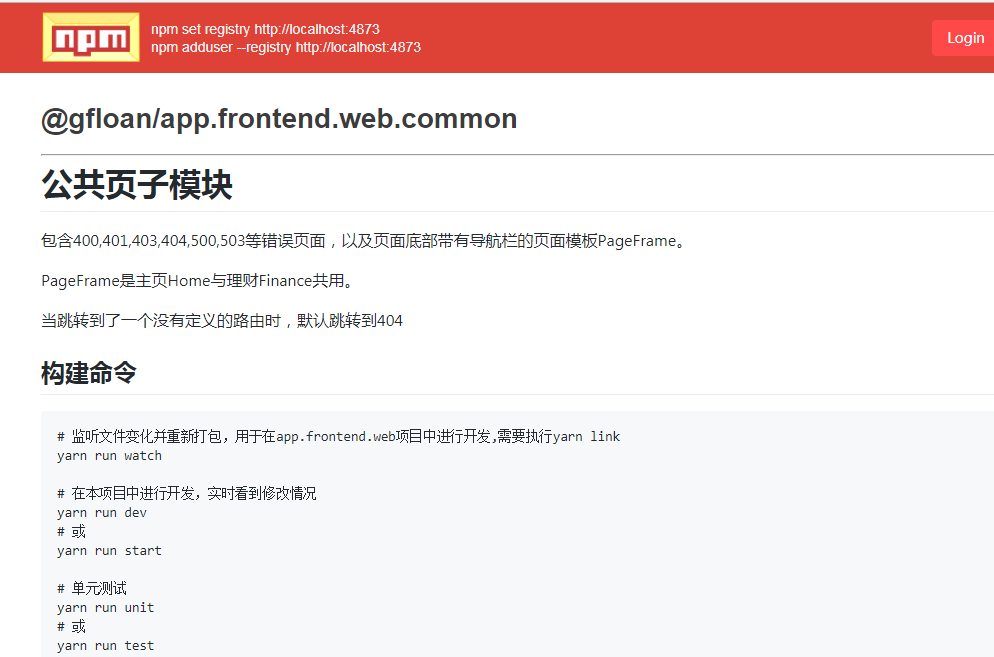 npm
npm set registry http://localhost:4873
npm adduser --registry http://localhost:4873
Login
@gfloan/app.frontend.web.common
公共页子模块
包含400,401,403,404,500,503等错误页面，以及页面底部带有导航栏的页面模板PageFrame。
PageFrame是主页Home与理财Finance共用。
当跳转到了一个没有定义的路由时，默认跳转到404
构建命令
# 监听文件变化并重新打包，用于在app.frontend.web项目中进行开发,需要执行yarn link
yarn run watch
# 在本项目中进行开发，实时看到修改情况
yarn run dev
# 或
yarn run start
# 单元测试
yarn run unit
# 或
yarn run test